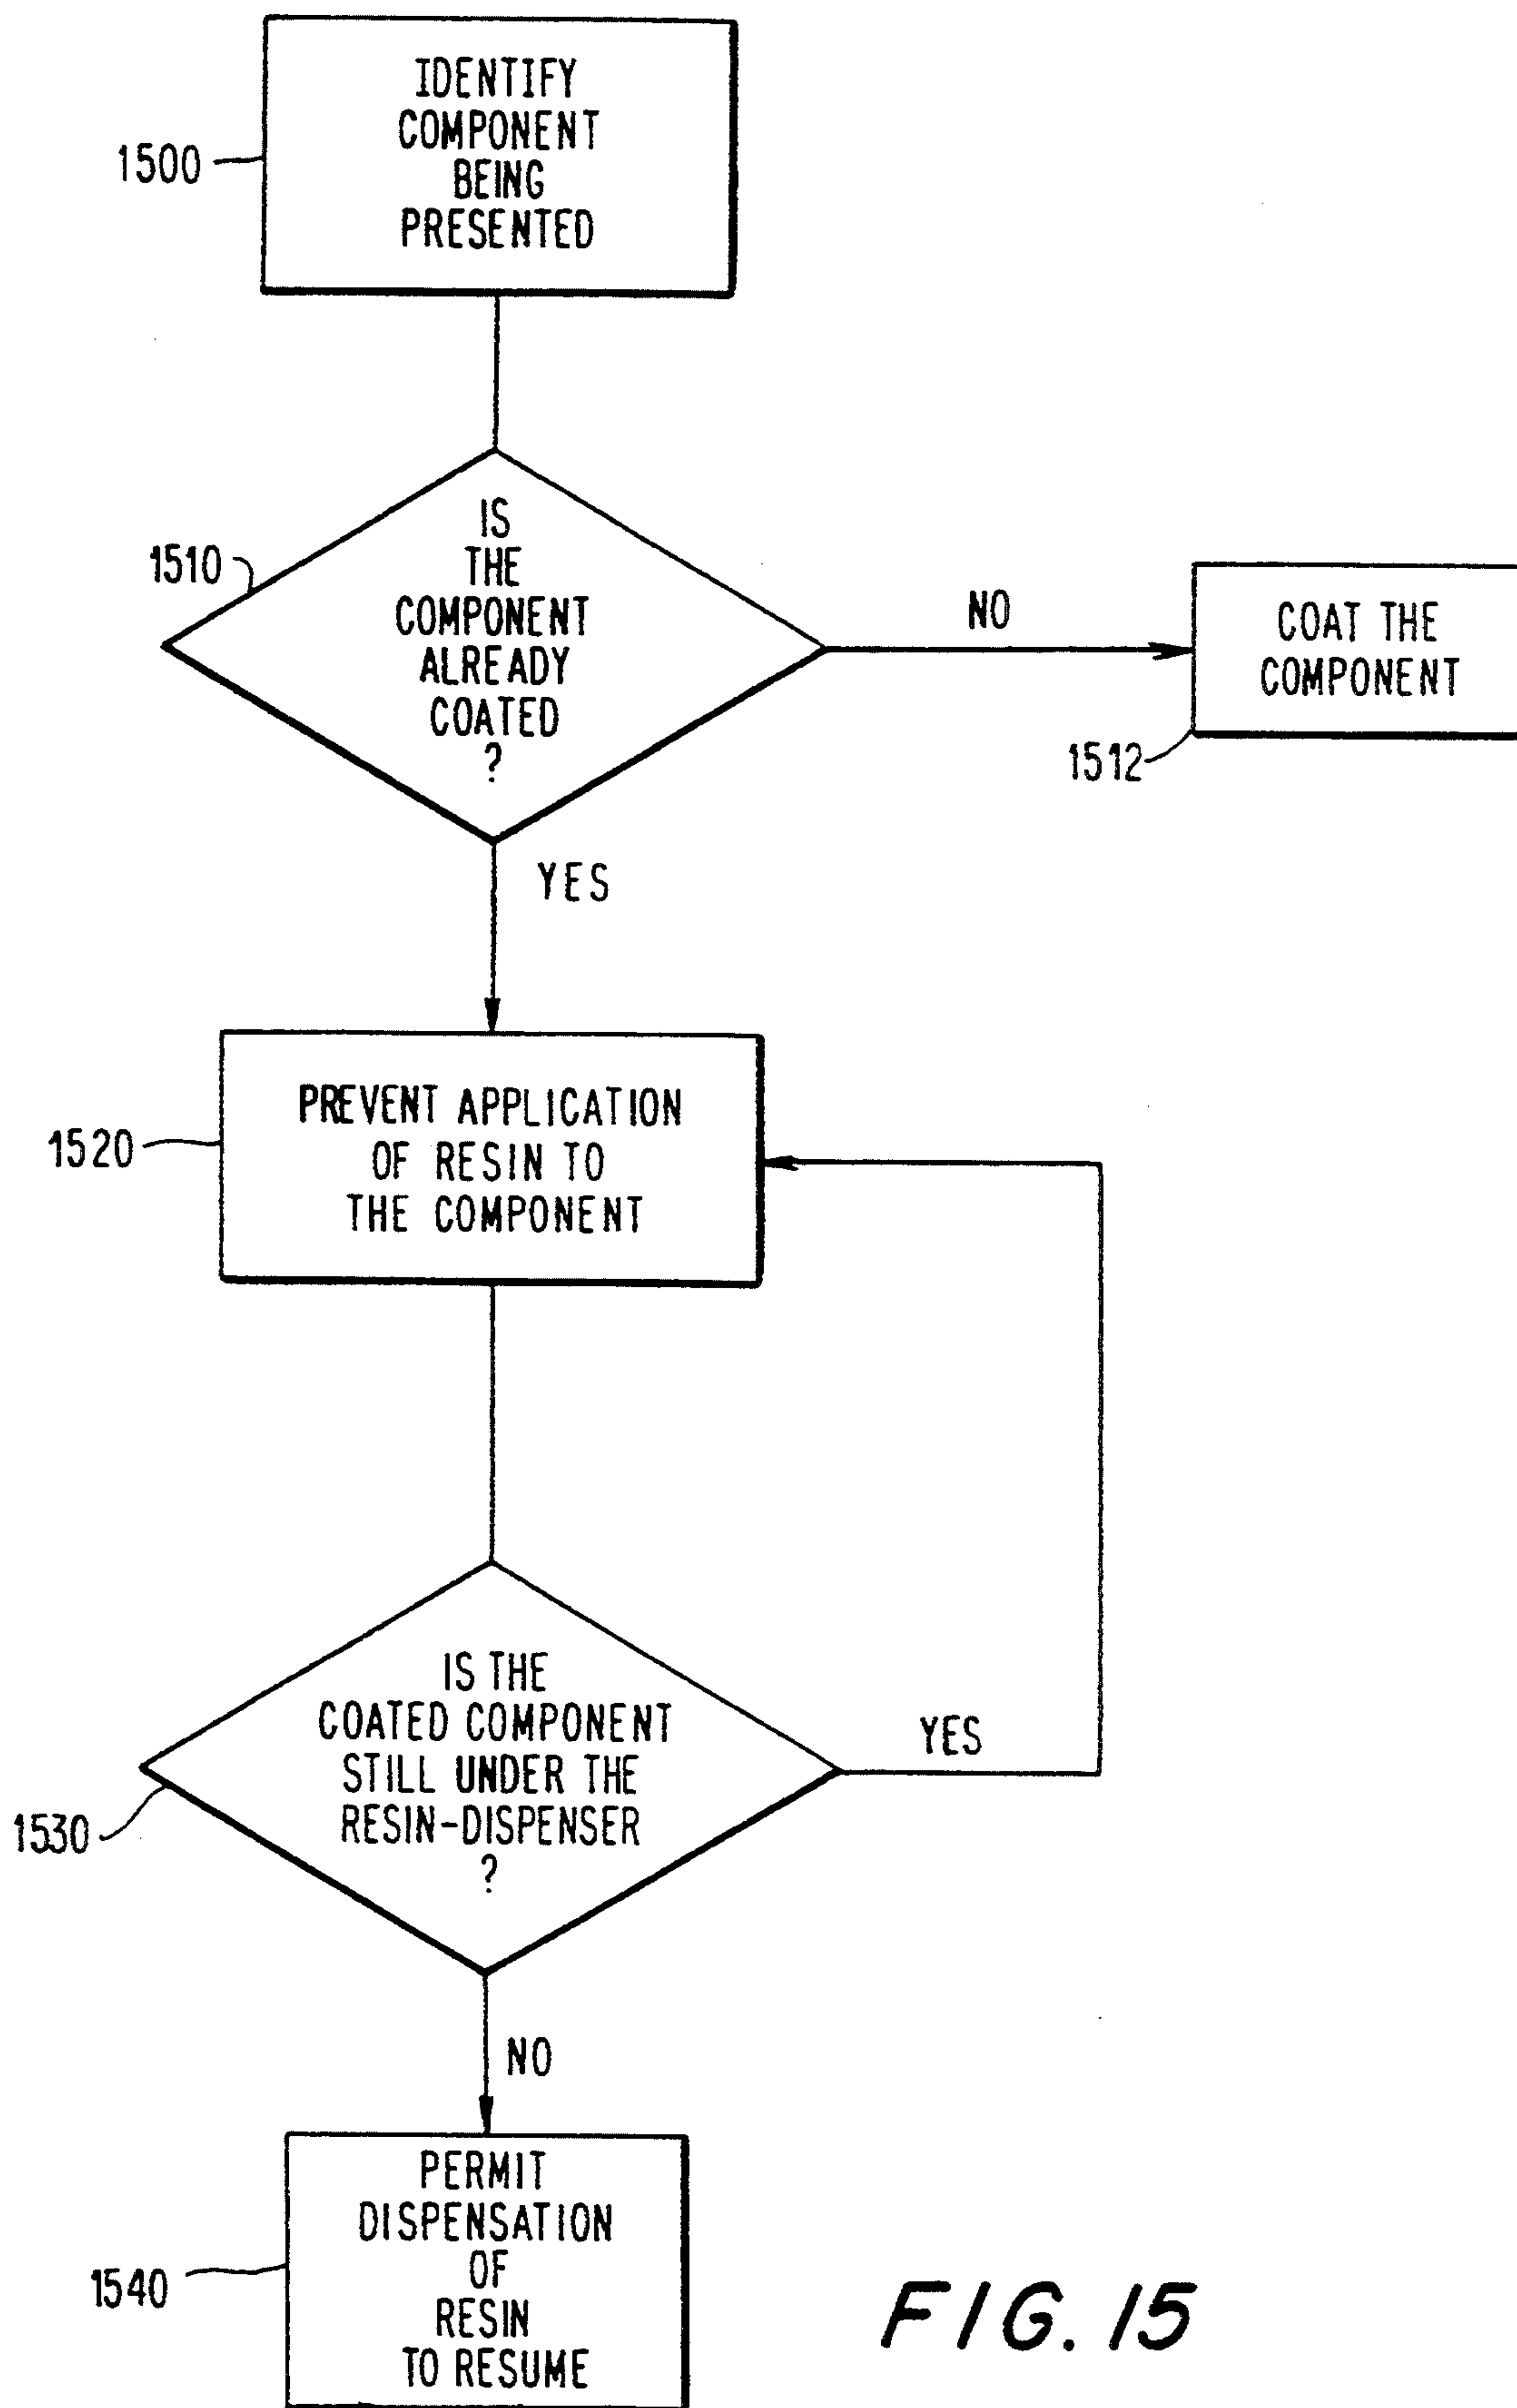 IDENTIFY
COMPONENT
BEING
PRESENTED
1500
IS
THE
COMPONENT
ALREADY
COATED
?
1510
NO
COAT THE
COMPONENT
1512
YES
PREVENT APPLICATION
OF RESIN TO
THE COMPONENT
1520
IS THE
COATED COMPONENT
STILL UNDER THE
RESIN-DISPENSER
?
1530
YES
NO
PERMIT
DISPENSATION
OF
RESIN
TO RESUME
1540
FIG. 15